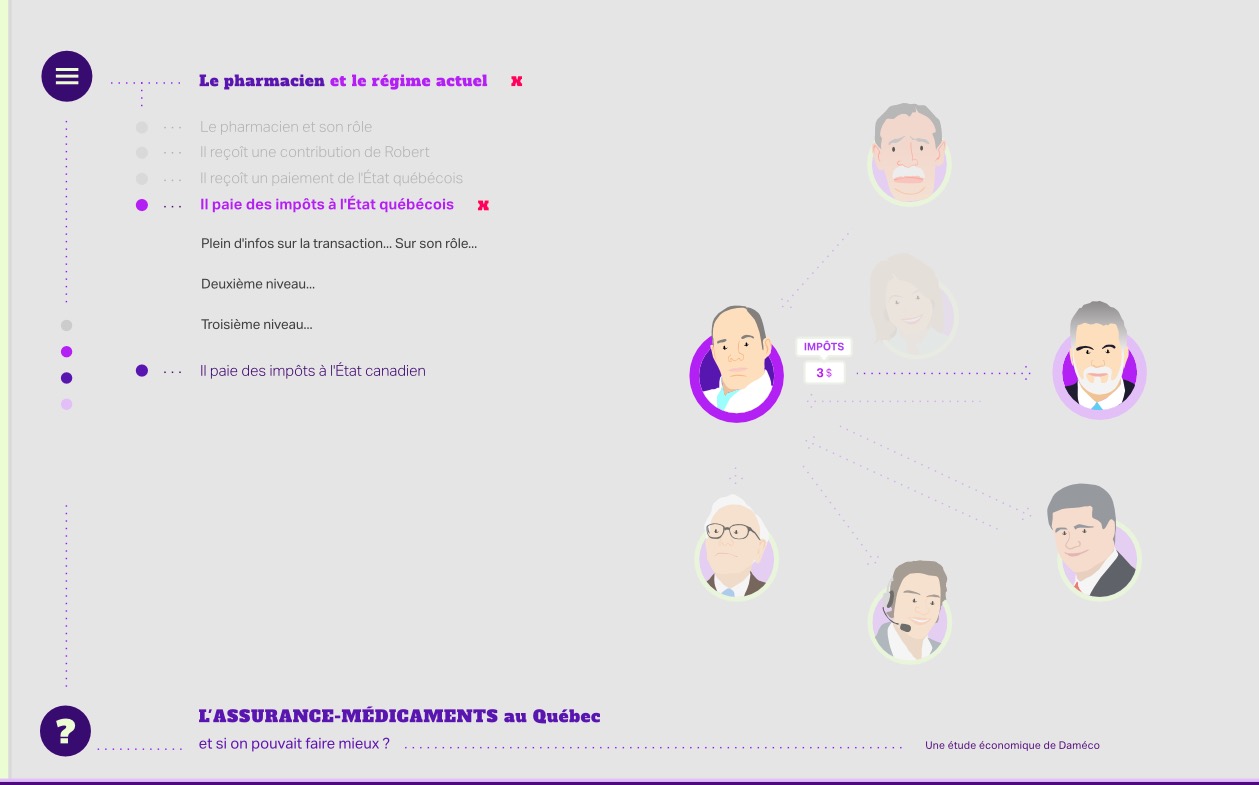 Le pharmacien et le régime actuel
Le pharmacien et son rôle
Il reçoît une contribution de Robert
Il reçoît un paiement de l'État québécois
Il paie des impôts à l'État québécois
Plein d'infos sur la transaction... Sur son rôle...
Deuxième niveau...
Troisième niveau...
Il paie des impôts à l'État canadien
IMPÔTS
3 $
?
L'ASSURANCE-MÉDICAMENTS au Québec
et si on pouvait faire mieux ?
Une étude économique de Daméco